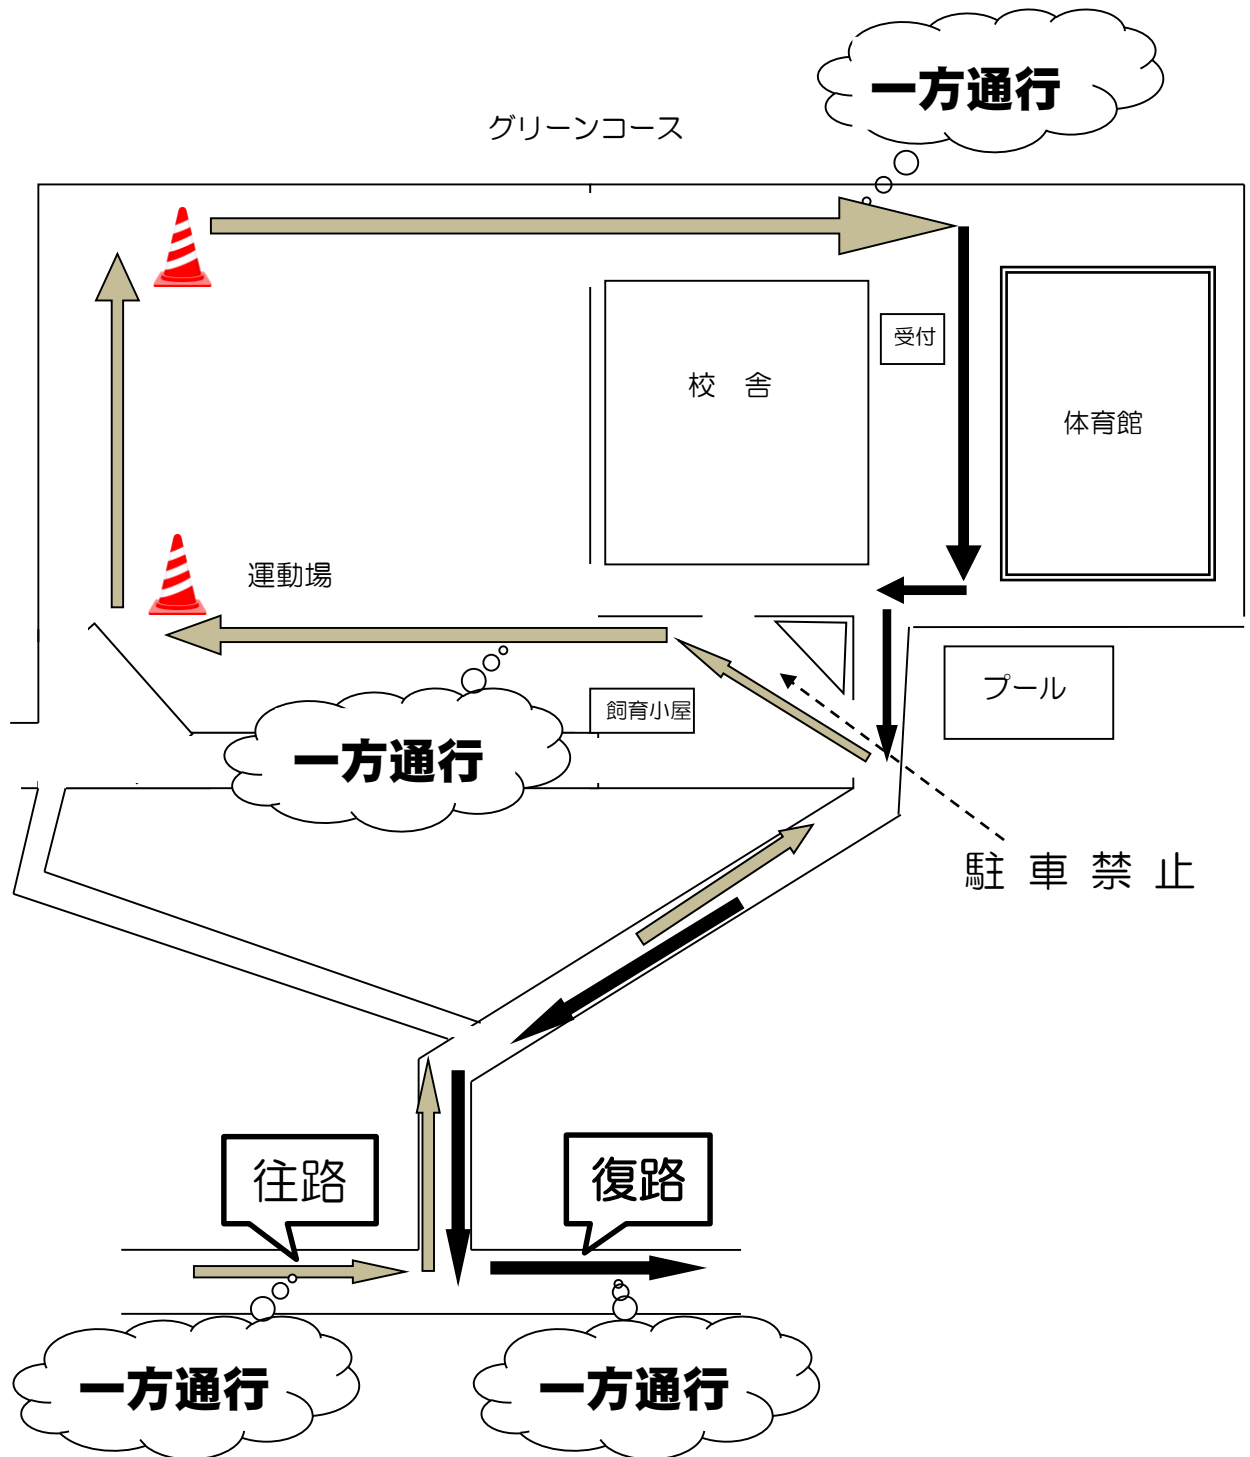 一方通行
グリーンコース
受付
校 舎
体育館
運動場
プール
飼育小屋
一方通行
駐車禁止
往路
復路
一方通行
一方通行